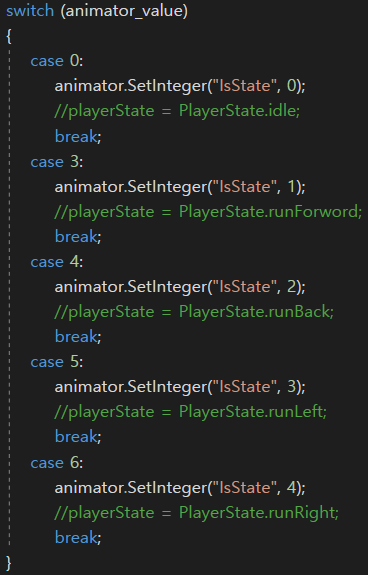 switch (animator_value)
{
case 0:
animator.SetInteger("IsState", 0);
//playerState = PlayerState.idle;
break;
case 3:
animator.SetInteger("IsState", 1);
//playerState = PlayerState.runForword;
break;
case 4:
animator.SetInteger("IsState", 2);
//playerState = PlayerState.runBack;
break;
case 5:
animator.SetInteger("IsState", 3);
//playerState = PlayerState.runLeft;
break;
case 6:
animator.SetInteger("IsState", 4);
//playerState = PlayerState.runRight;
break;
}